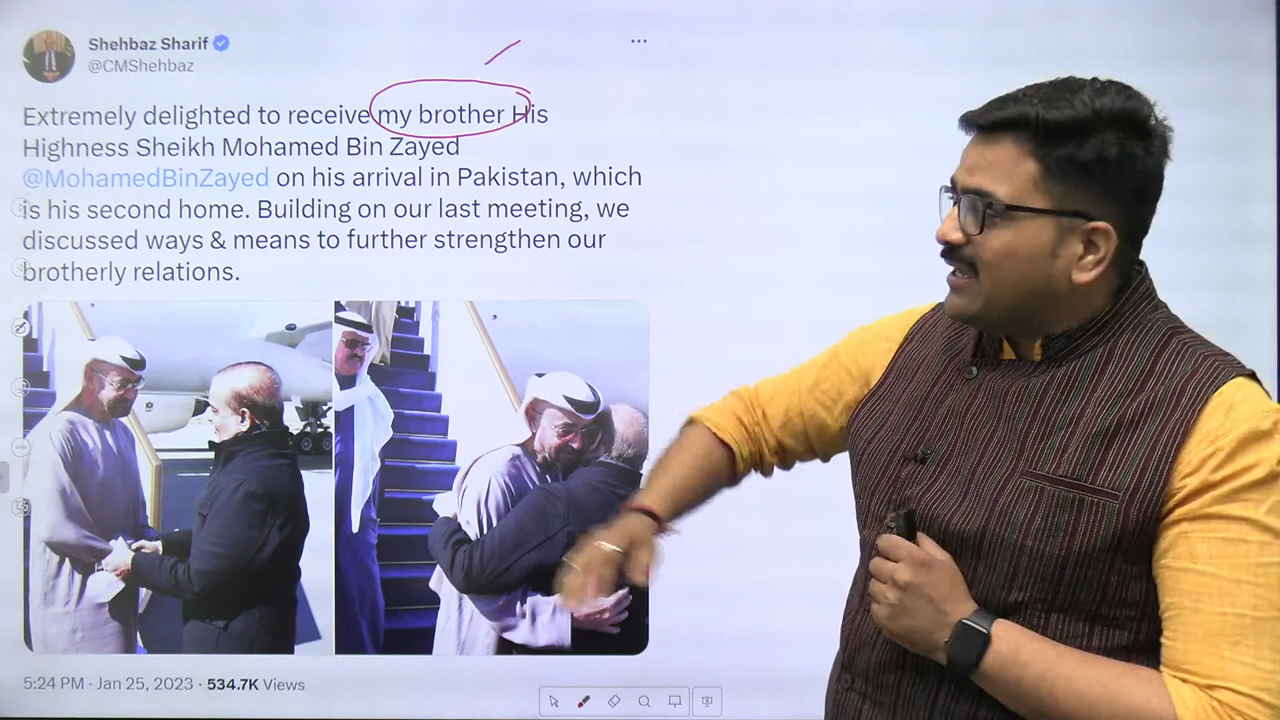 Shehbaz Sharif
@CMShehbaz
Extremely delighted to receive my brother His
Highness Sheikh Mohamed Bin Zayed
@MohamedBinZayed on his arrival in Pakistan, which
is his second home. Building on our last meeting, we
discussed ways & means to further strengthen our
brotherly relations.
5:24 PM · Jan 25, 2023 · 534.7K Views